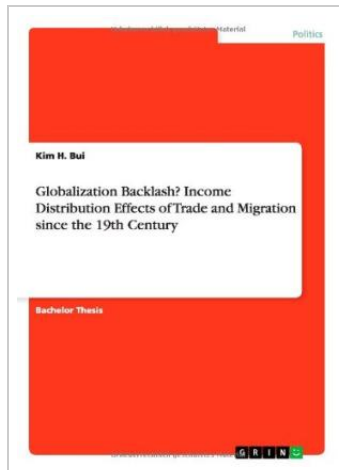 Politics
Kim H. Bui
Globalization Backlash? Income
Distribution Effects of Trade and Migration
since the 19th Century
Bachelor Thesis
GRIN